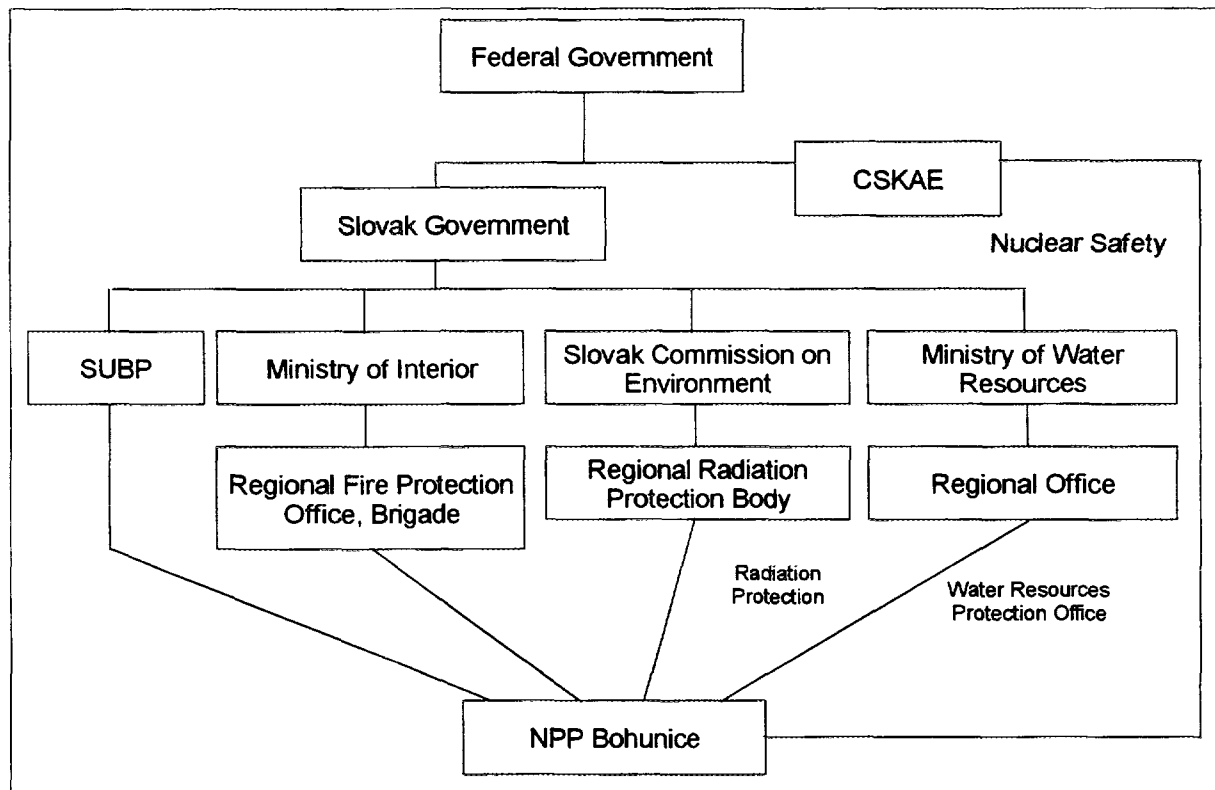 Federal Government
CSKAE
Slovak Government
Nuclear Safety
SUBP
Ministry of Interior
Slovak Commission on
Environment
Ministry of Water
Resources
Regional Fire Protection
Office, Brigade
Regional Radiation
Protection Body
Regional Office
Radiation
Protection
Water Resources
Protection Office
NPP Bohunice